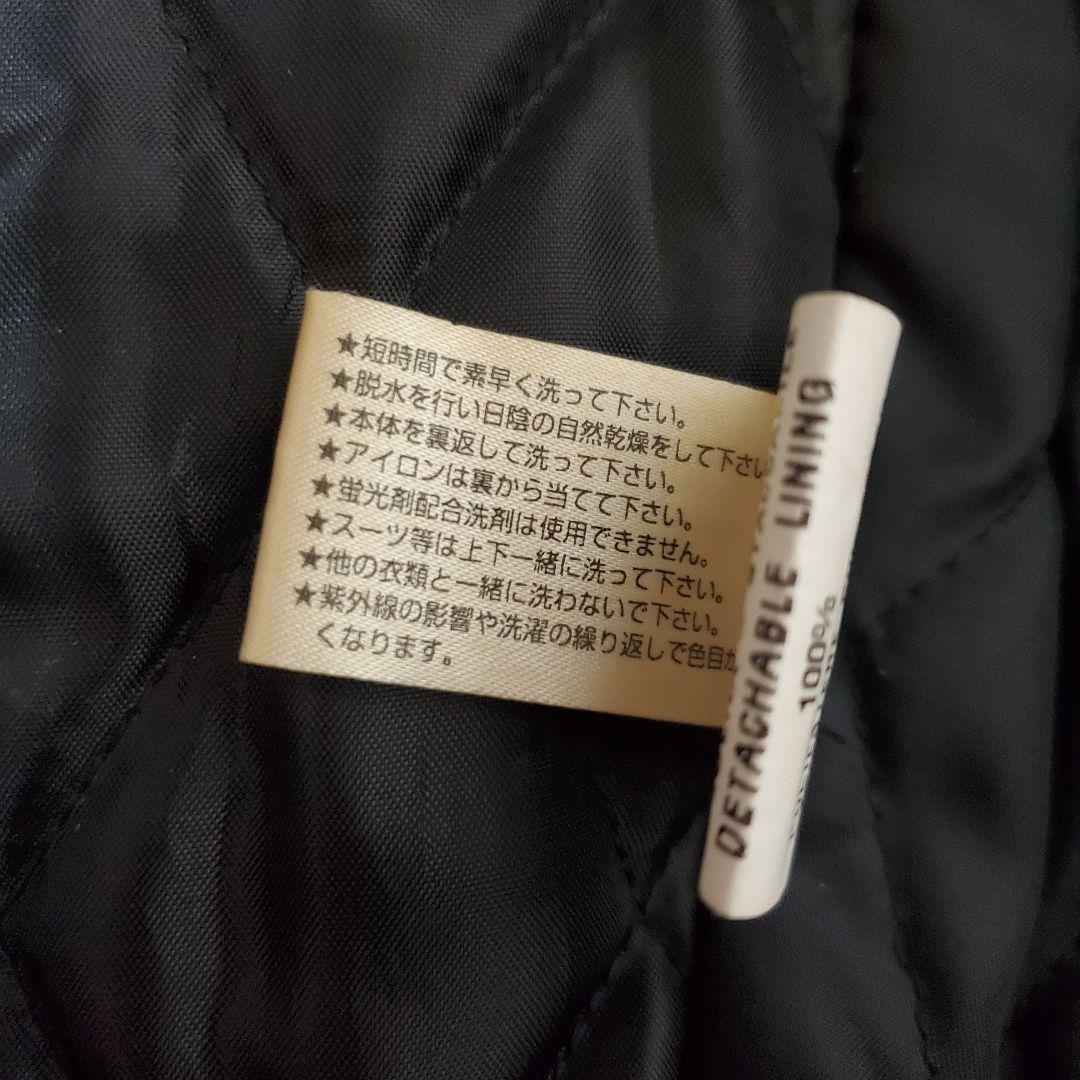 ★短時間で素早く洗って下さい。
★脱水を行い日陰の自然乾燥をして下さい
★本体を裏返して洗って下さい。
★アイロンは裏から当てて下さい。
★蛍光剤配合洗剤は使用できません。
★スーツ等は上下一緒に洗って下さい。
★他の衣類と一緒に洗わないで下さい。
★紫外線の影響や洗濯の繰り返しで色目が
くなります。
DETACHABLE LINING
100%